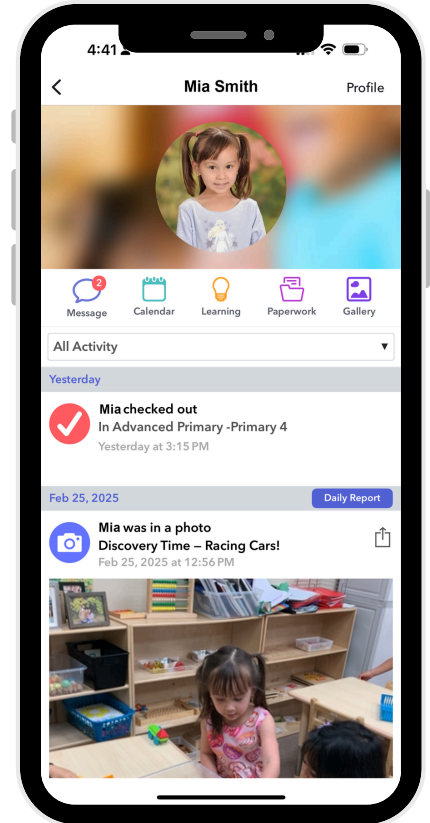 4:41
Mia Smith
Profile
2
Message
Calendar
Learning
Paperwork
Gallery
All Activity
Yesterday
Mia checked out
In Advanced Primary -Primary 4
Yesterday at 3:15 PM
Feb 25, 2025
Daily Report
Mia was in a photo
Discovery Time – Racing Cars!
Feb 25, 2025 at 12:56 PM